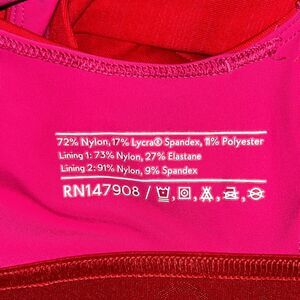 72% Nylon, 17% Lycra® Spandex, 11% Polyester
Lining 1: 73% Nylon, 27% Elastane
Lining 2: 91% Nylon, 9% Spandex
RN147908 /